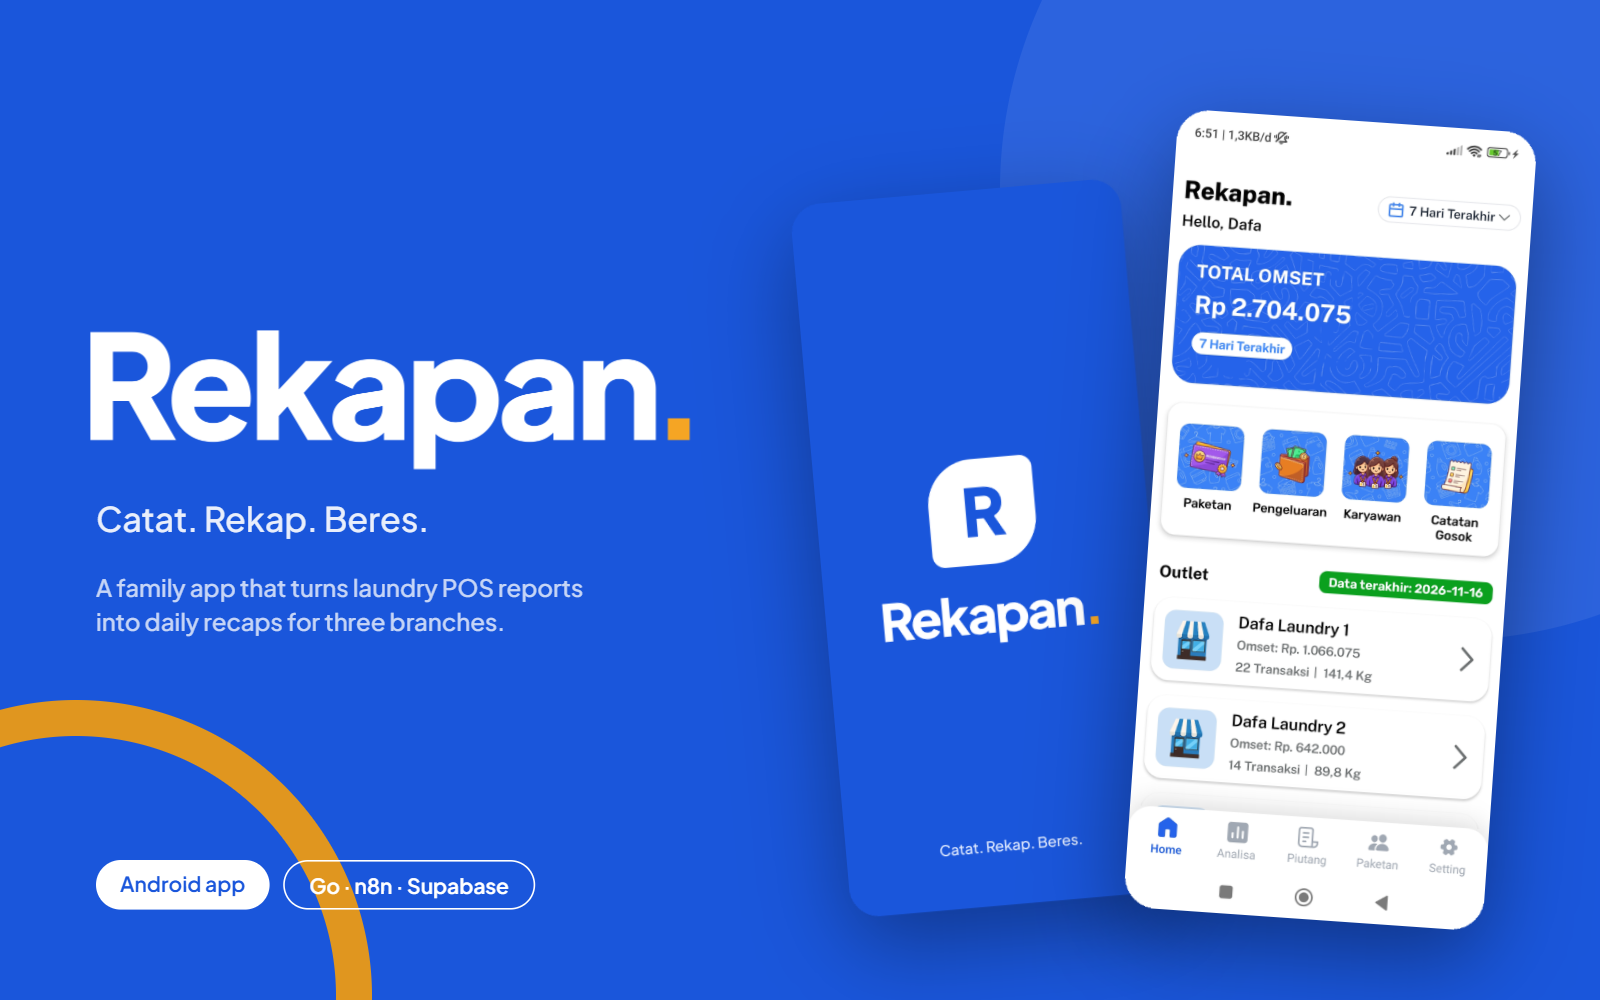 Rekapan.
Catat. Rekap. Beres.
A family app that turns laundry POS reports
into daily recaps for three branches.
Android app
Go · n8n · Supabase
R
Rekapan.
Catat. Rekap. Beres.
6:51 | 1,3KB/d
Rekapan.
Hello, Dafa
7 Hari Terakhir
TOTAL OMSET
Rp 2.704.075
7 Hari Terakhir
Paketan
Pengeluaran
Karyawan
Catatan
Gosok
Outlet
Data terakhir: 2026-11-16
Dafa Laundry 1
Omset: Rp. 1.066.075
22 Transaksi | 141,4 Kg
Dafa Laundry 2
Omset: Rp. 642.000
14 Transaksi | 89,8 Kg
Home
Analisa
Piutang
Paketan
Setting